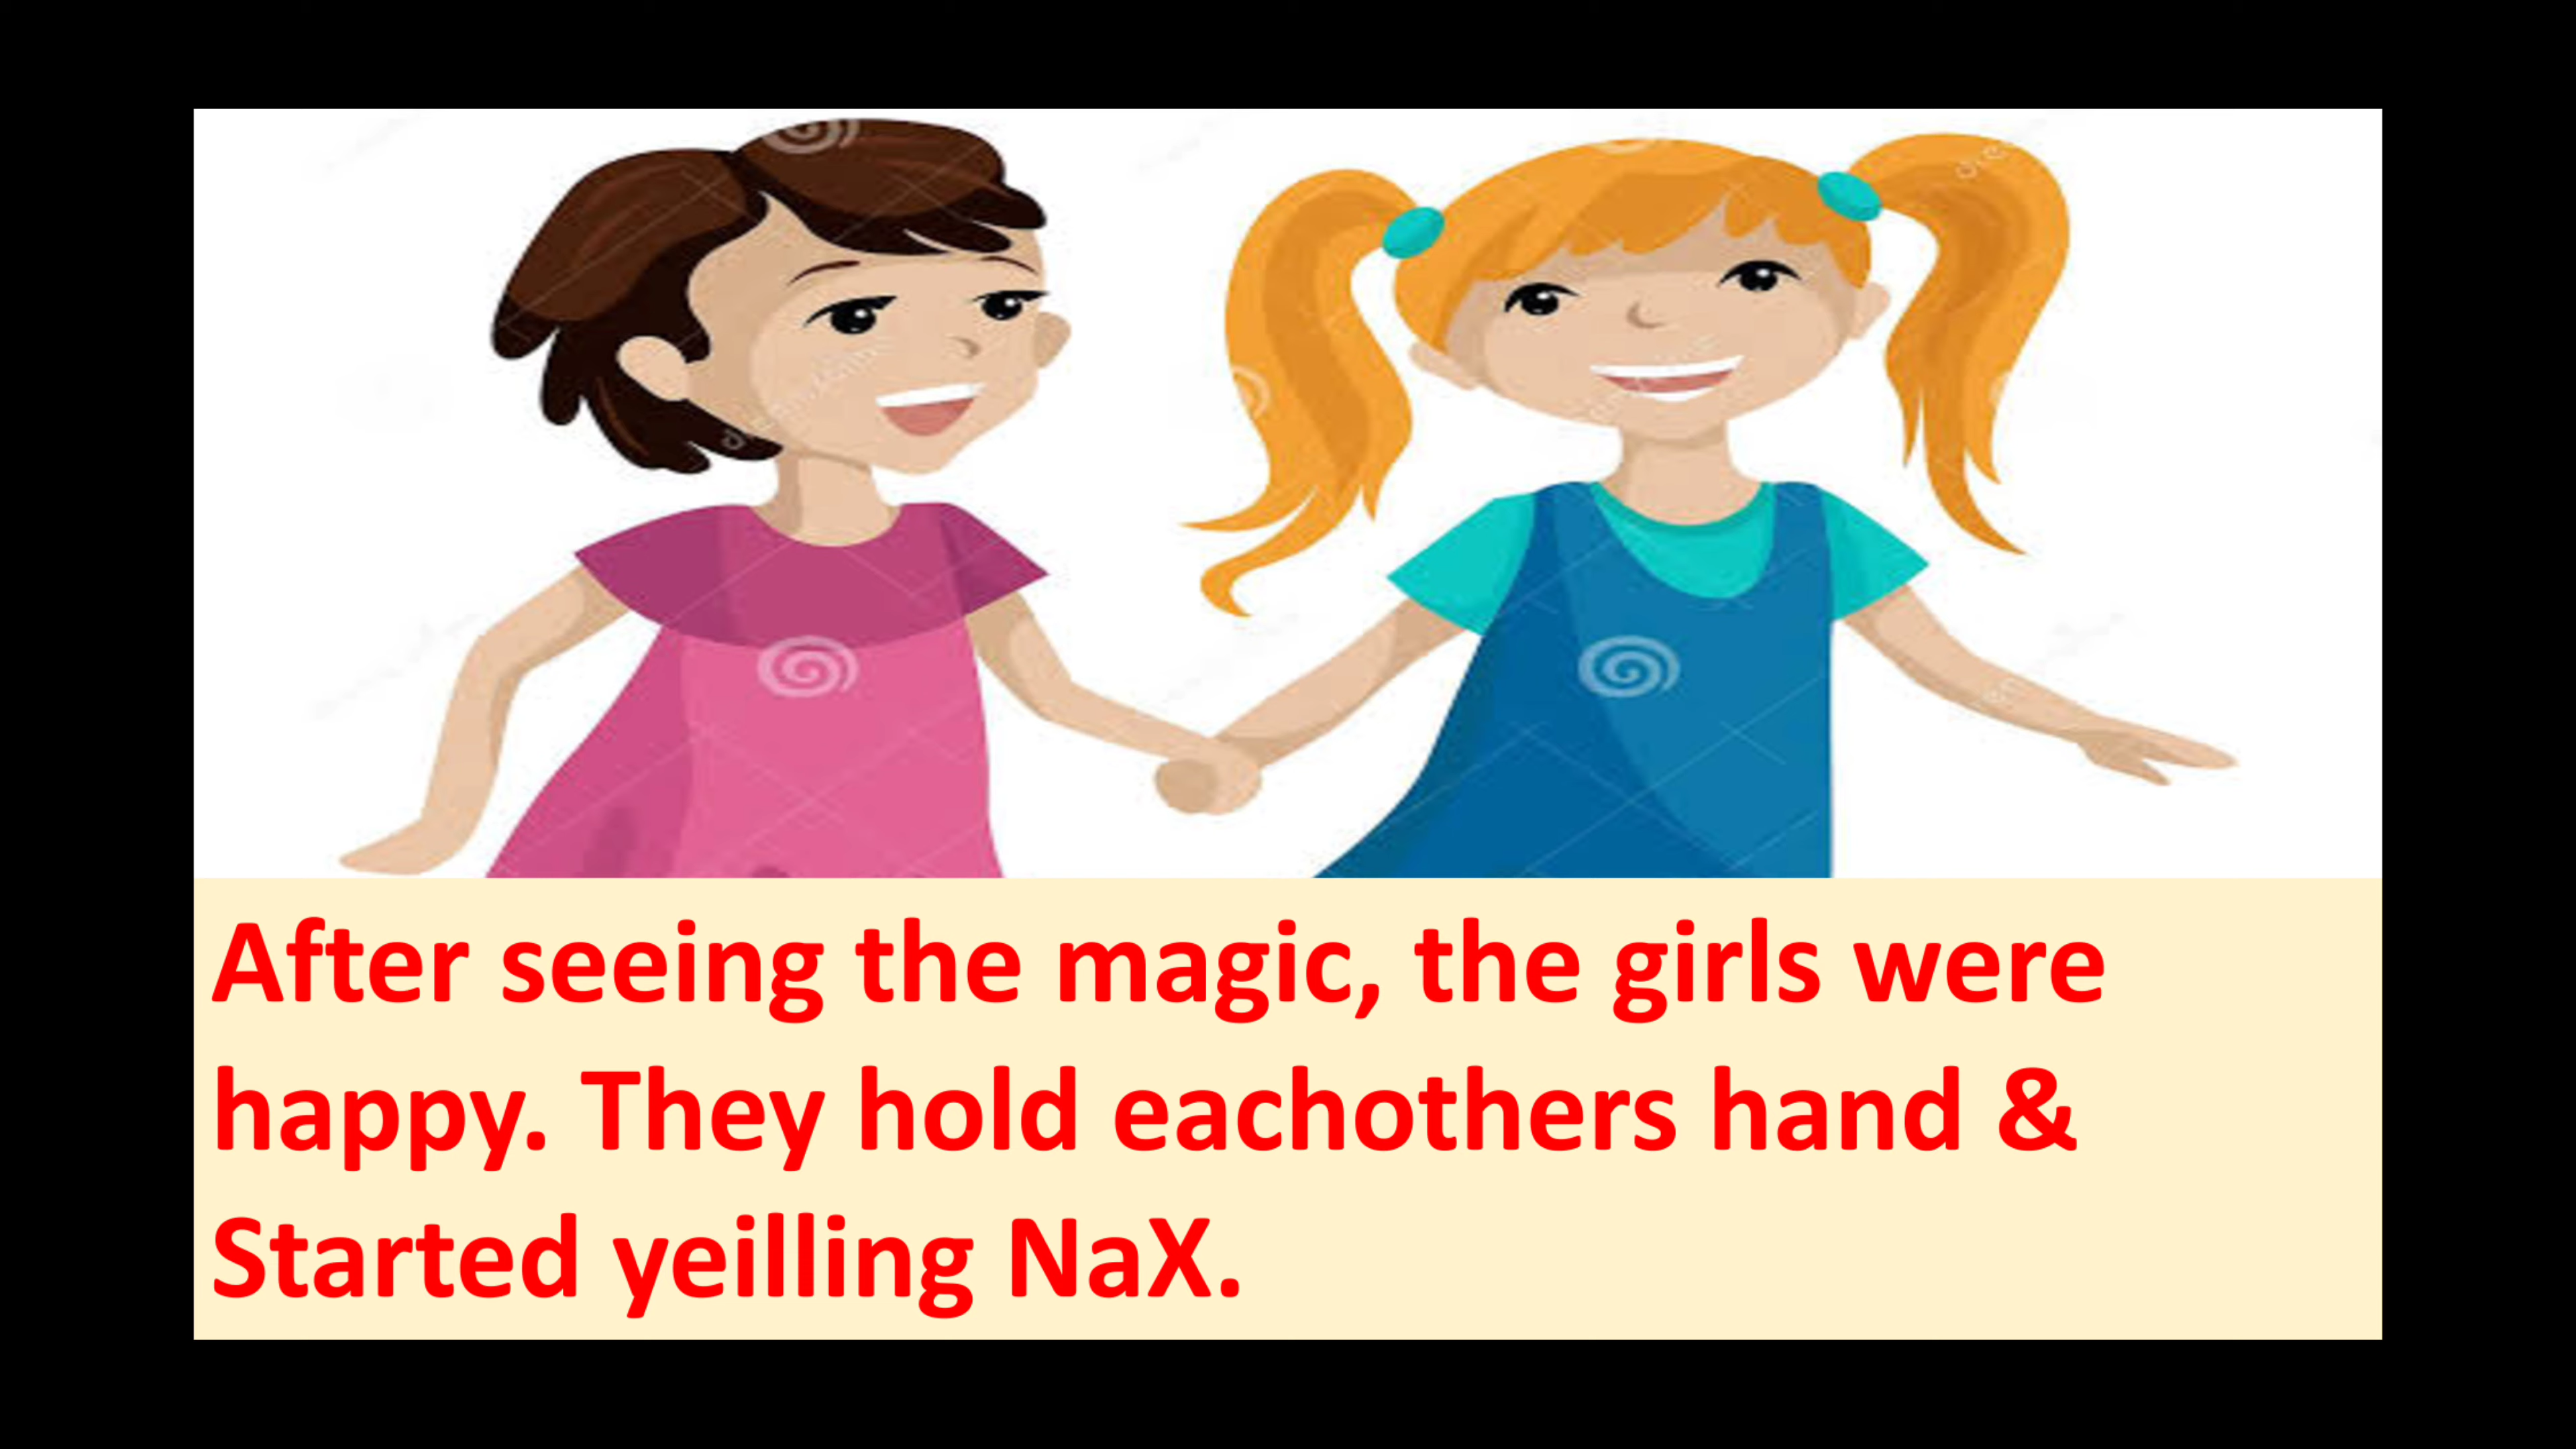 After seeing the magic, the girls were
happy. They hold eachothers hand &
Started yeilling NaX.